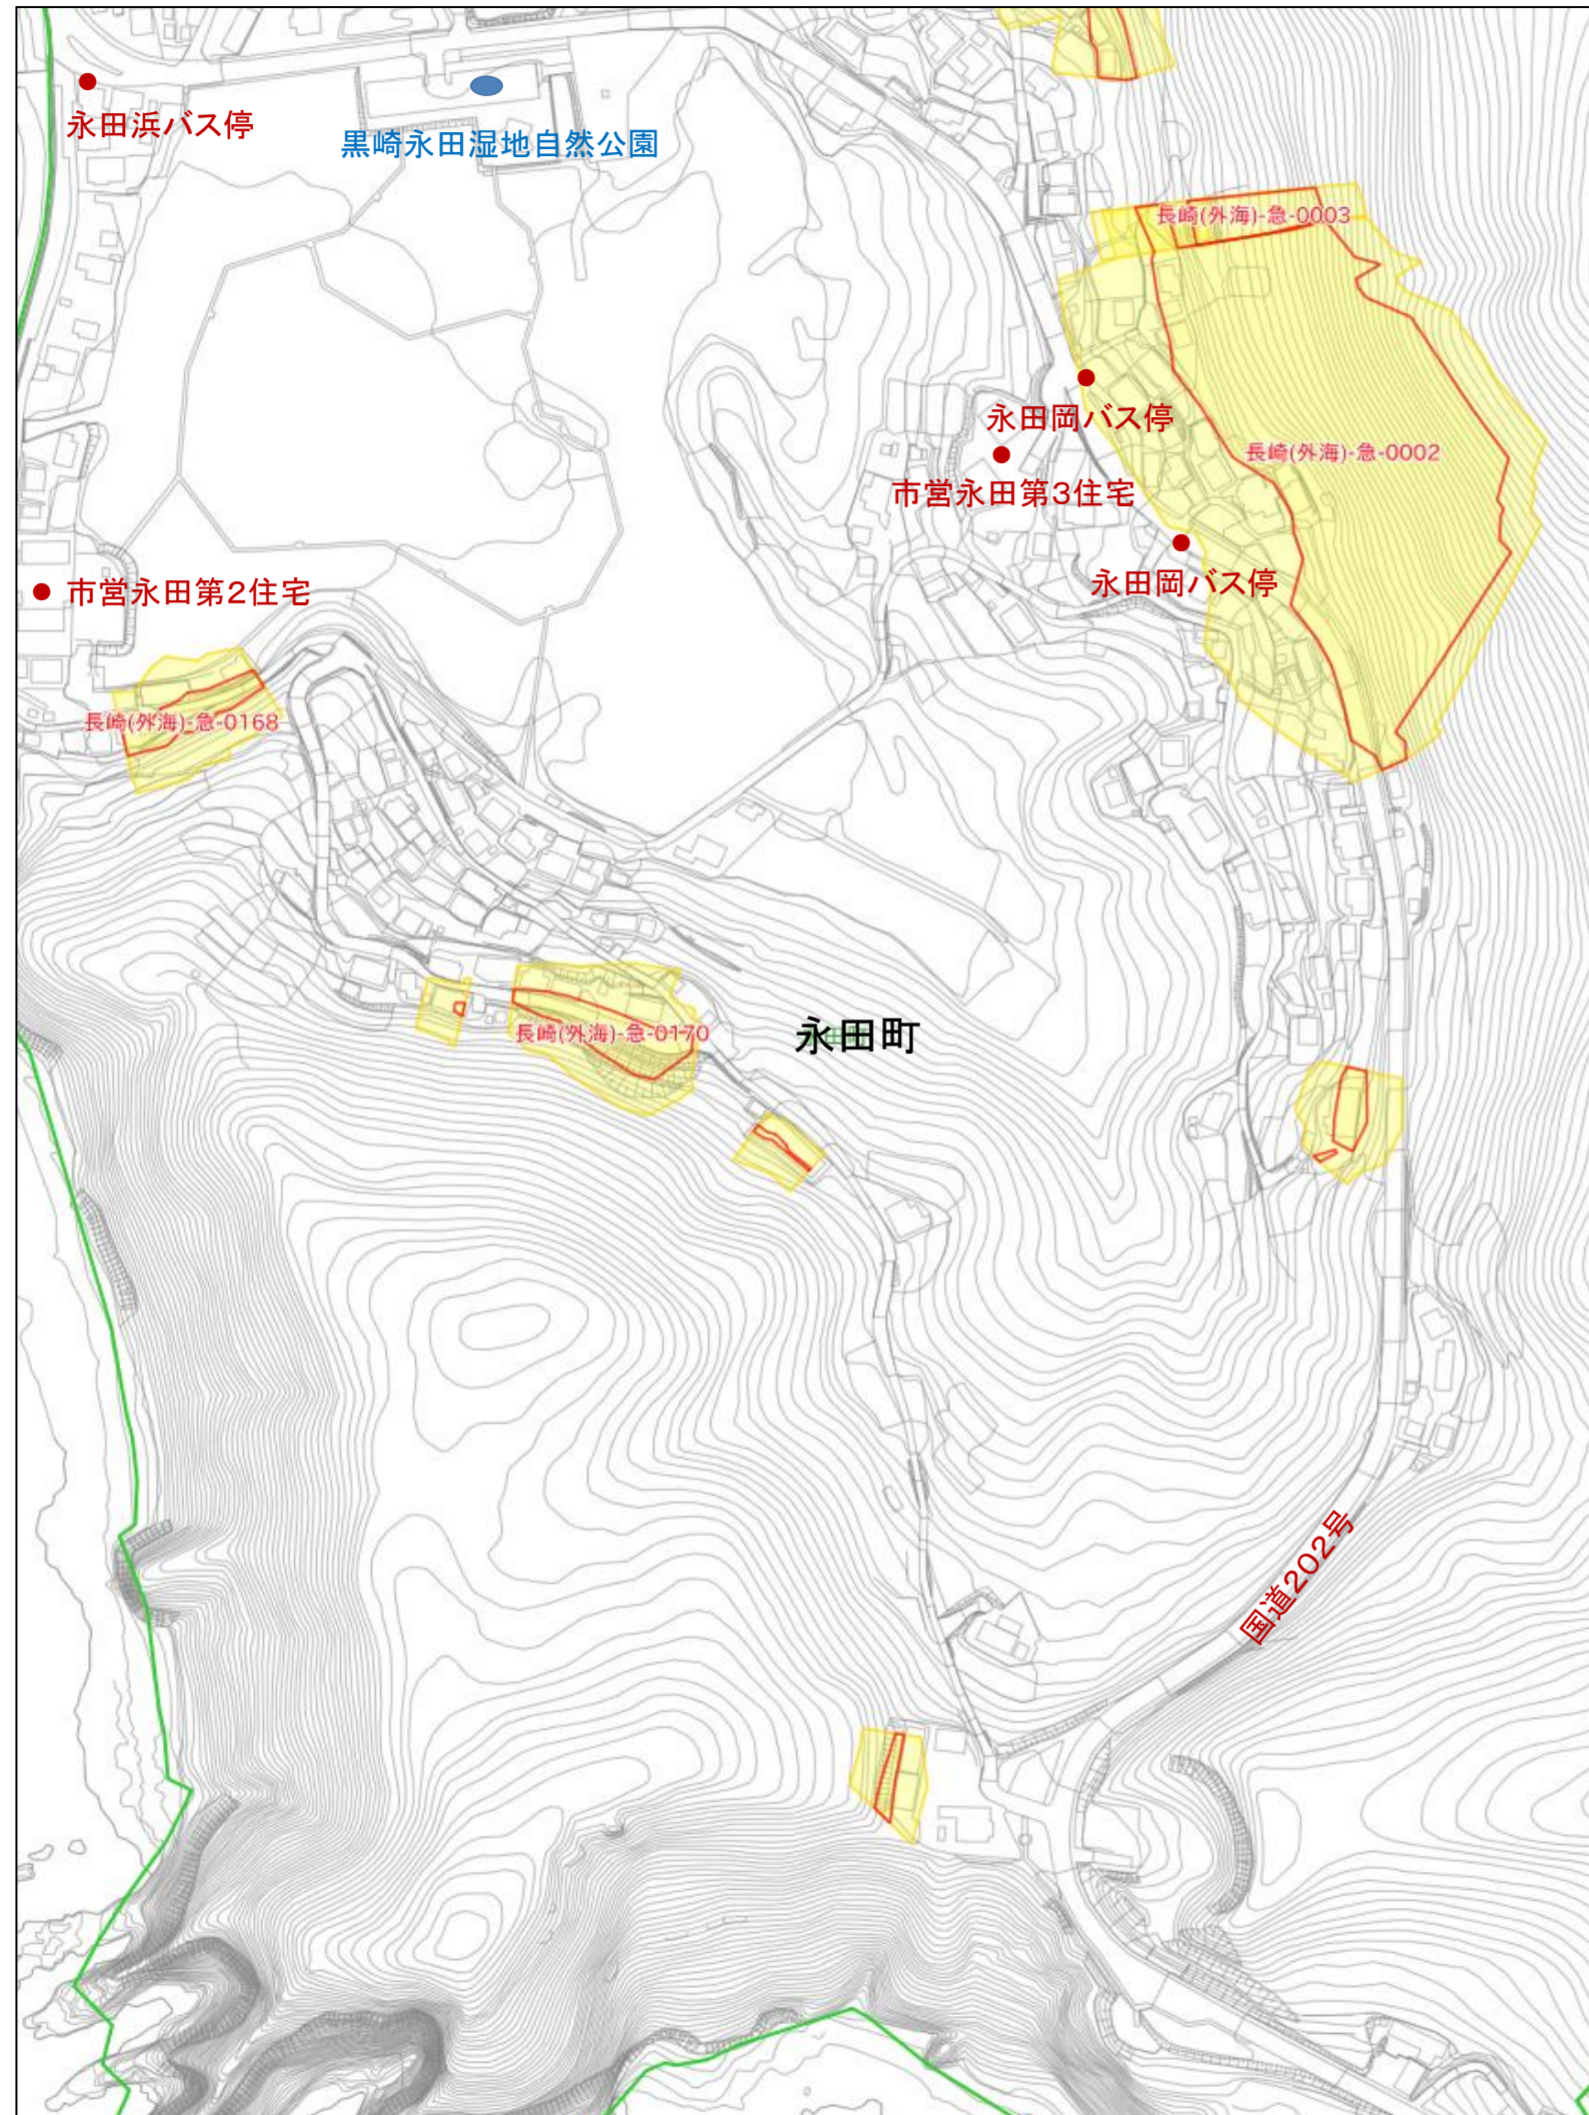 永田浜バス停
黒崎永田湿地自然公園
長崎(外海)-急-0003
永田岡バス停
長崎(外海)-急-0002
市営永田第3住宅
永田岡バス停
市営永田第2住宅
長崎(外海)-急-0168
長崎(外海)-急-0170
永田町
国道202号